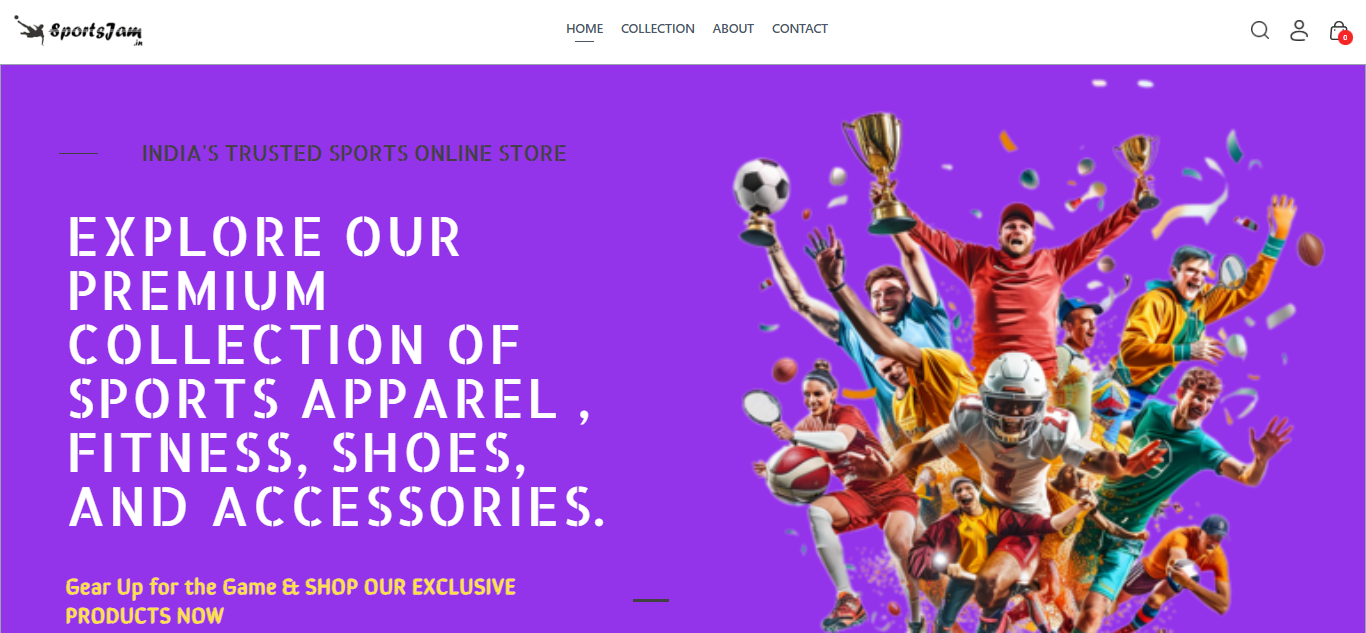 SportsJam
.in
HOME COLLECTION ABOUT CONTACT
0
INDIA'S TRUSTED SPORTS ONLINE STORE
EXPLORE OUR
PREMIUM
COLLECTION OF
SPORTS APPAREL ,
FITNESS, SHOES,
AND ACCESSORIES.
Gear Up for the Game & SHOP OUR EXCLUSIVE
PRODUCTS NOW